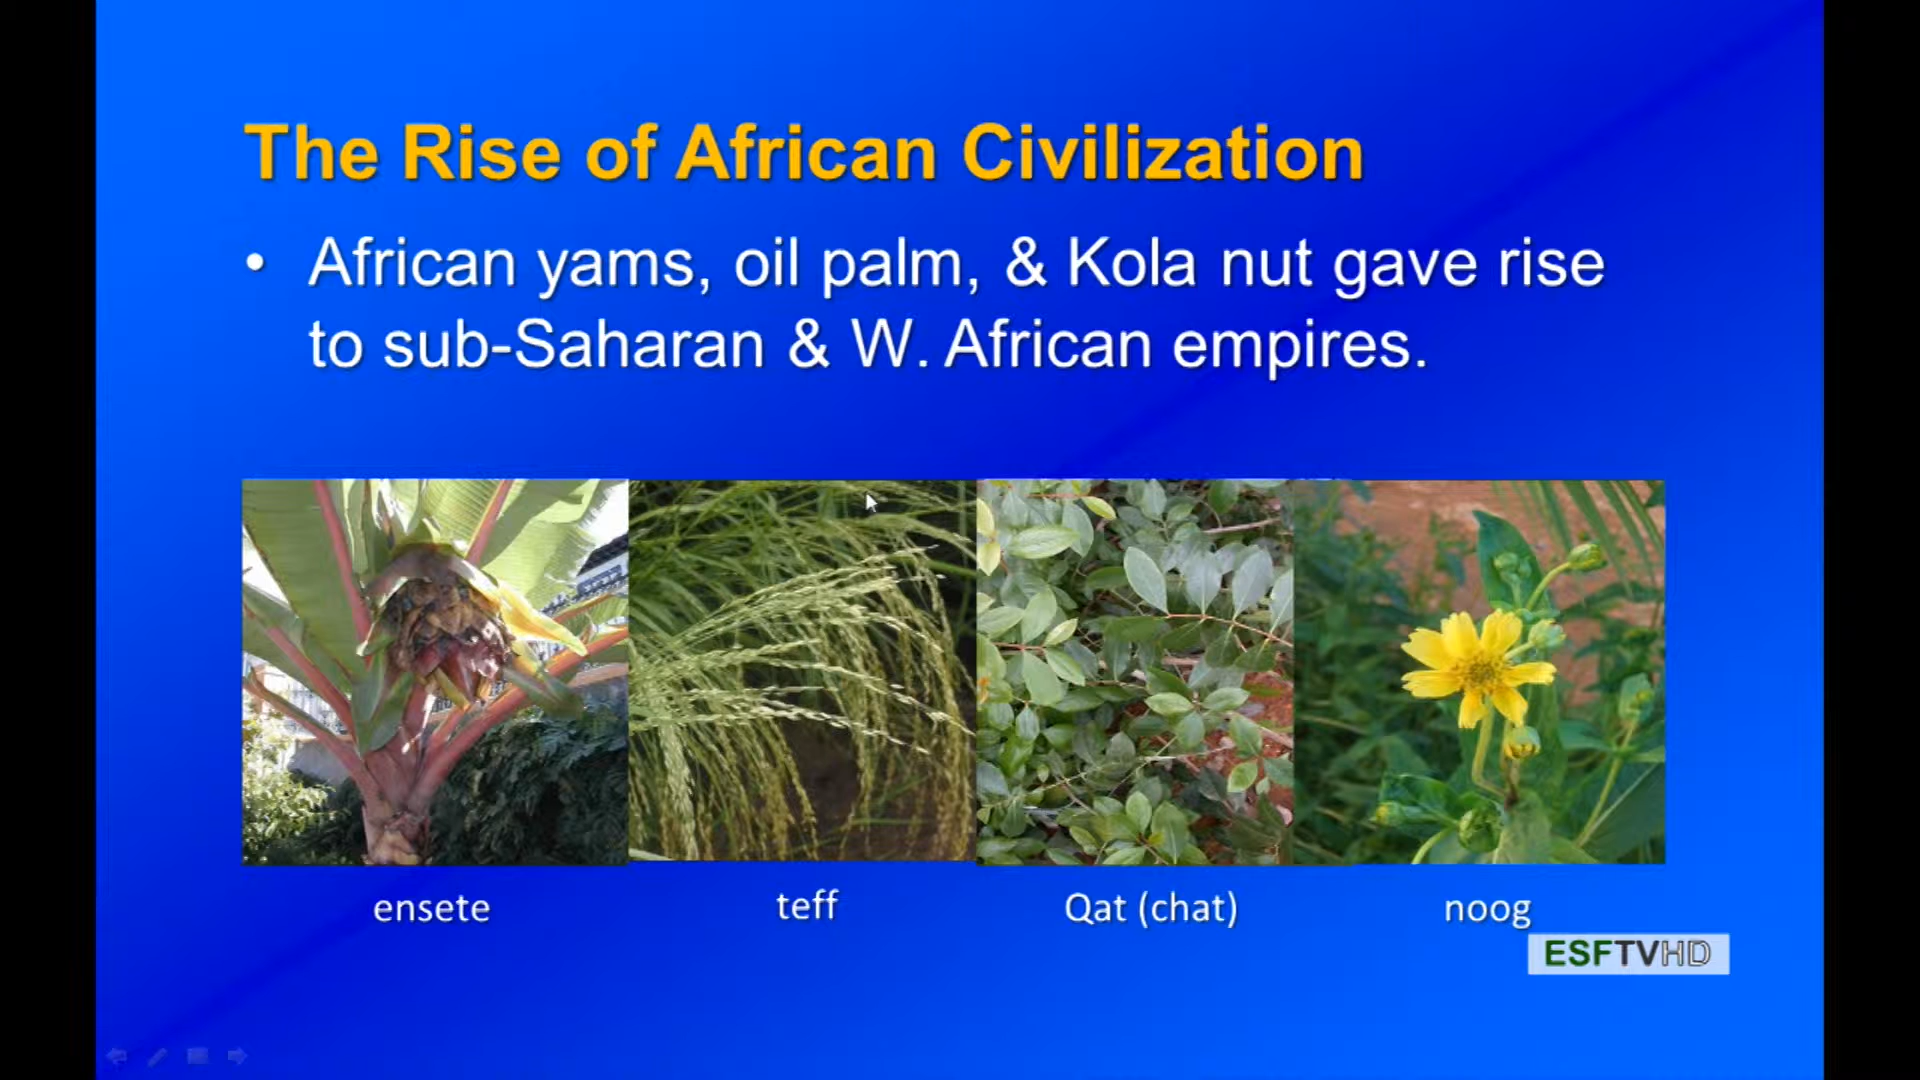 The Rise of African Civilization
• African yams, oil palm, & Kola nut gave rise
to sub-Saharan & W. African empires.
ensete
teff
Qat (chat)
noog
ESFTVHD